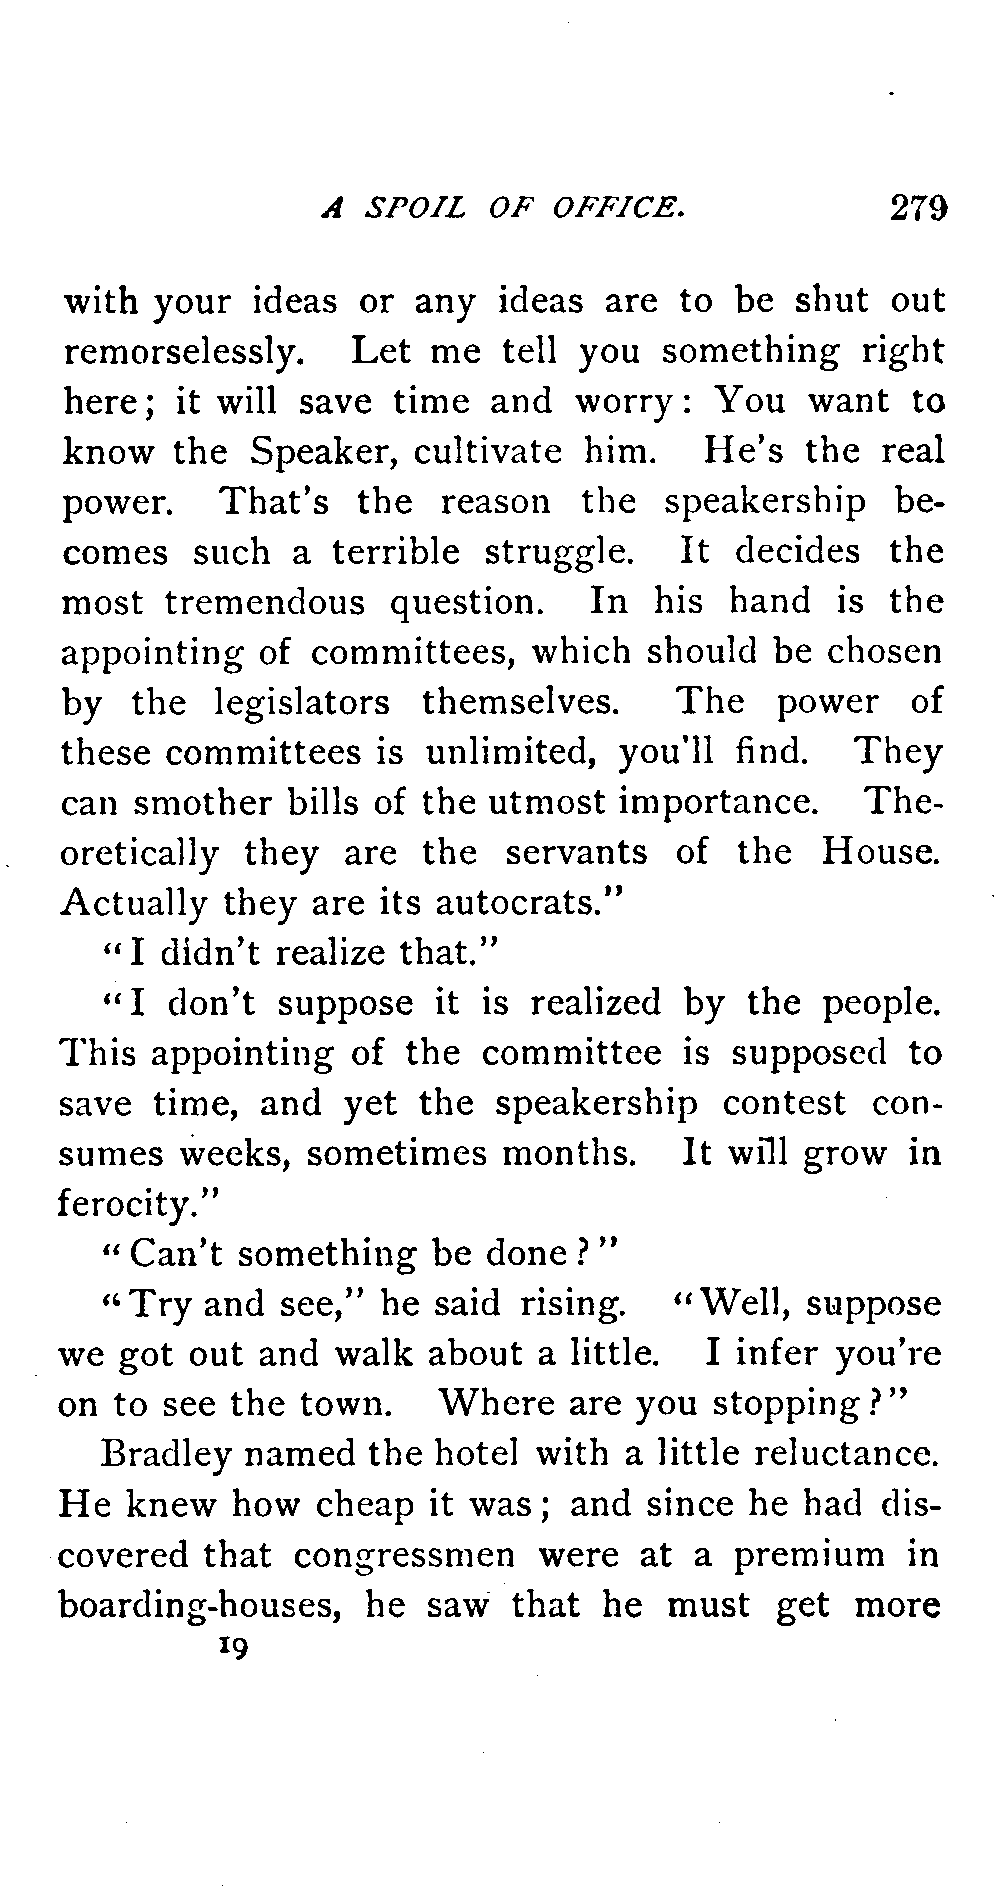 A SPOIL OF OFFICE. 279
with your ideas or any ideas are to be shut out
remorselessly. Let me tell you something right
here; it will save time and worry: You want to
know the Speaker, cultivate him. He's the real
power. That's the reason the speakership be-
comes such a terrible struggle. It decides the
most tremendous question. In his hand is the
appointing of committees, which should be chosen
by the legislators themselves. The power of
these committees is unlimited, you'll find. They
can smother bills of the utmost importance. The-
oretically they are the servants of the House.
Actually they are its autocrats."
"I didn't realize that."
"I don't suppose it is realized by the people.
This appointing of the committee is supposed to
save time, and yet the speakership contest con-
sumes weeks, sometimes months. It will grow in
ferocity."
"Can't something be done?"
"Try and see," he said rising. "Well, suppose
we got out and walk about a little. I infer you're
on to see the town. Where are you stopping?"
Bradley named the hotel with a little reluctance.
He knew how cheap it was; and since he had dis-
covered that congressmen were at a premium in
boarding-houses, he saw that he must get more
19